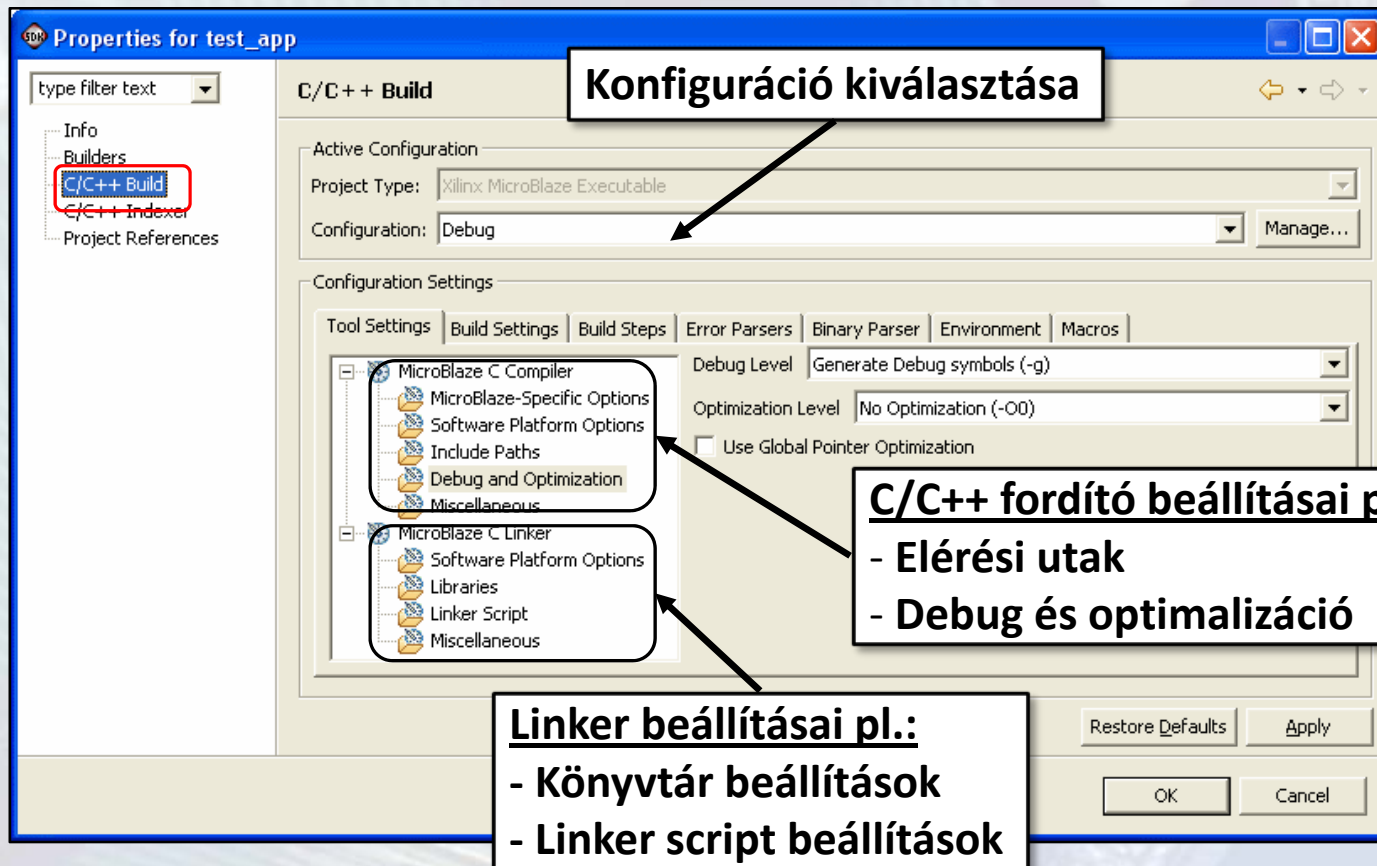 Properties for test_app
type filter text
C/C++ Build
Konfiguráció kiválasztása
Info
Builders
C/C++ Build
C/C++ Indexer
Project References
Active Configuration
Project Type: Xilinx MicroBlaze Executable
Configuration: Debug
Manage...
Configuration Settings
Tool Settings Build Settings Build Steps Error Parsers Binary Parser Environment Macros
MicroBlaze C Compiler
MicroBlaze-Specific Options
Software Platform Options
Include Paths
Debug and Optimization
Miscellaneous
MicroBlaze C Linker
Software Platform Options
Libraries
Linker Script
Miscellaneous
Debug Level Generate Debug symbols (-g)
Optimization Level No Optimization (-O0)
Use Global Pointer Optimization
C/C++ fordító beállításai p
- Elérési utak
- Debug és optimalizáció
Linker beállításai pl.:
- Könyvtár beállítások
- Linker script beállítások
Restore Defaults Apply
OK Cancel